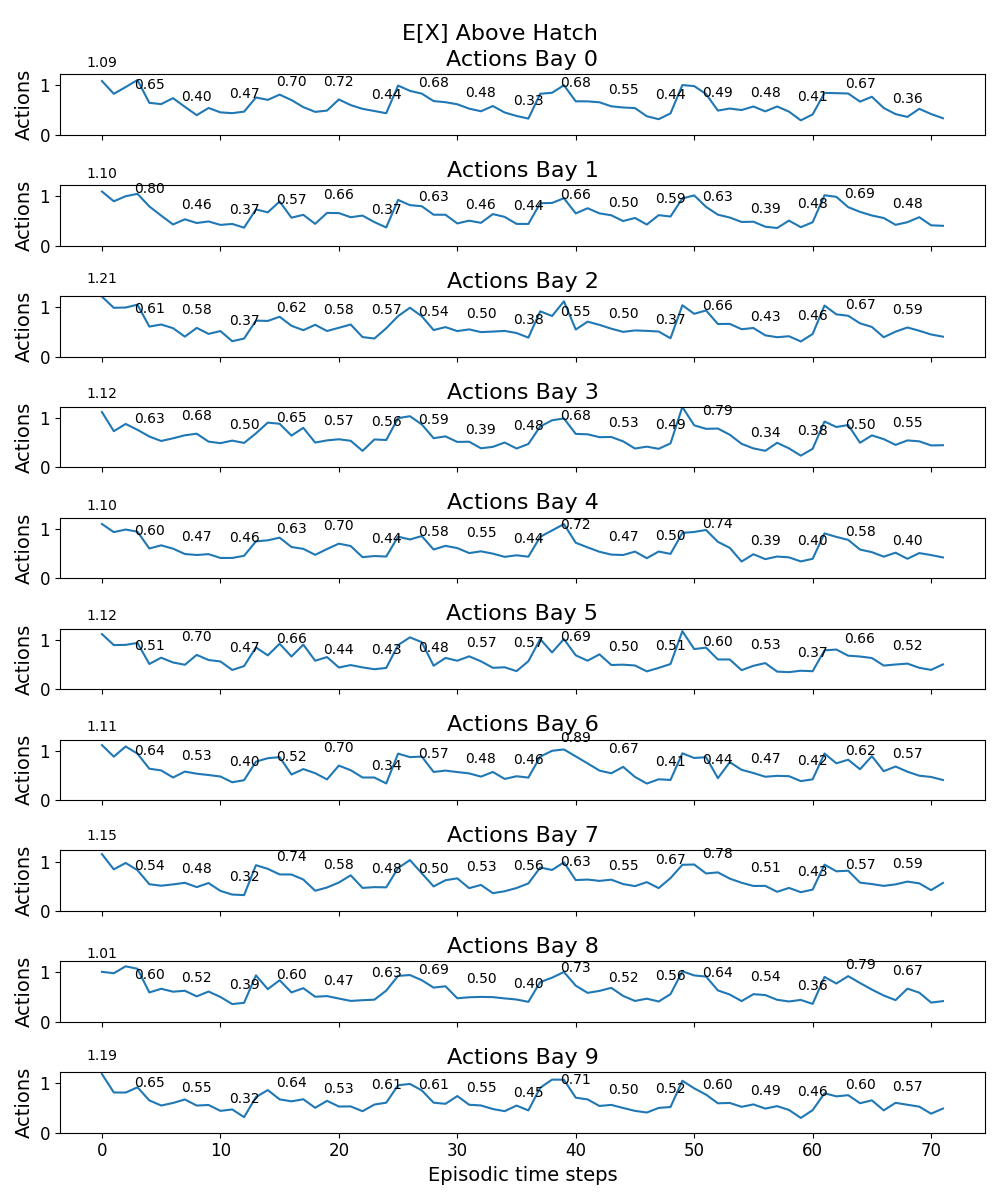 E[X] Above Hatch
Actions Bay 0
1.09 0.65 0.40 0.47 0.70 0.72 0.44 0.68 0.48 0.33 0.68 0.55 0.44 0.49 0.48 0.41 0.67 0.36
Actions 1 0
Actions Bay 1
1.10 0.80 0.46 0.37 0.57 0.66 0.37 0.63 0.46 0.44 0.66 0.50 0.59 0.63 0.39 0.48 0.69 0.48
Actions 1 0
Actions Bay 2
1.21 0.61 0.58 0.37 0.62 0.58 0.57 0.54 0.50 0.38 0.55 0.50 0.37 0.66 0.43 0.46 0.67 0.59
Actions 1 0
Actions Bay 3
1.12 0.63 0.68 0.50 0.65 0.57 0.56 0.59 0.39 0.48 0.68 0.53 0.49 0.79 0.34 0.38 0.50 0.55
Actions 1 0
Actions Bay 4
1.10 0.60 0.47 0.46 0.63 0.70 0.44 0.58 0.55 0.44 0.72 0.47 0.50 0.74 0.39 0.40 0.58 0.40
Actions 1 0
Actions Bay 5
1.12 0.51 0.70 0.47 0.66 0.44 0.43 0.48 0.57 0.57 0.69 0.50 0.51 0.60 0.53 0.37 0.66 0.52
Actions 1 0
Actions Bay 6
1.11 0.64 0.53 0.40 0.52 0.70 0.34 0.57 0.48 0.46 0.89 0.67 0.41 0.44 0.47 0.42 0.62 0.57
Actions 1 0
Actions Bay 7
1.15 0.54 0.48 0.32 0.74 0.58 0.48 0.50 0.53 0.56 0.63 0.55 0.67 0.78 0.51 0.43 0.57 0.59
Actions 1 0
Actions Bay 8
1.01 0.60 0.52 0.39 0.60 0.47 0.63 0.69 0.50 0.40 0.73 0.52 0.56 0.64 0.54 0.36 0.79 0.67
Actions 1 0
Actions Bay 9
1.19 0.65 0.55 0.32 0.64 0.53 0.61 0.61 0.55 0.45 0.71 0.50 0.52 0.60 0.49 0.46 0.60 0.57
Actions 1 0
0 10 20 30 40 50 60 70
Episodic time steps